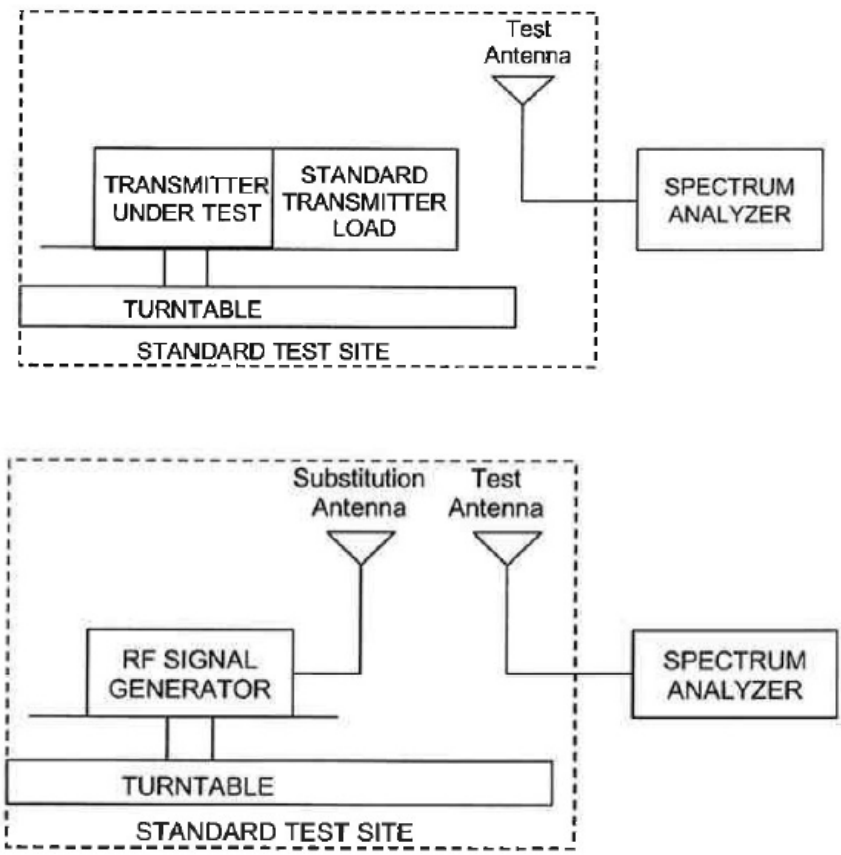 Test
Antenna
TRANSMITTER
UNDER TEST
STANDARD
TRANSMITTER
LOAD
SPECTRUM
ANALYZER
TURNTABLE
STANDARD TEST SITE
Substitution
Antenna
Test
Antenna
RF SIGNAL
GENERATOR
SPECTRUM
ANALYZER
TURNTABLE
STANDARD TEST SITE